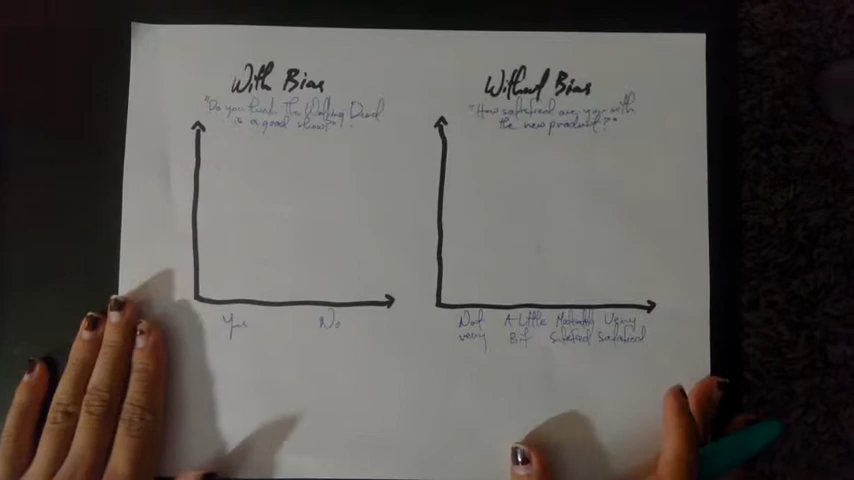 With Bias
"Do you think The Walking Dead
is a good show?"
Yes
No
Without Bias
"How satisfied are you with
the new product?"
Not
very
A Little
Bit
Moderately
Satisfied
Very
Satisfied